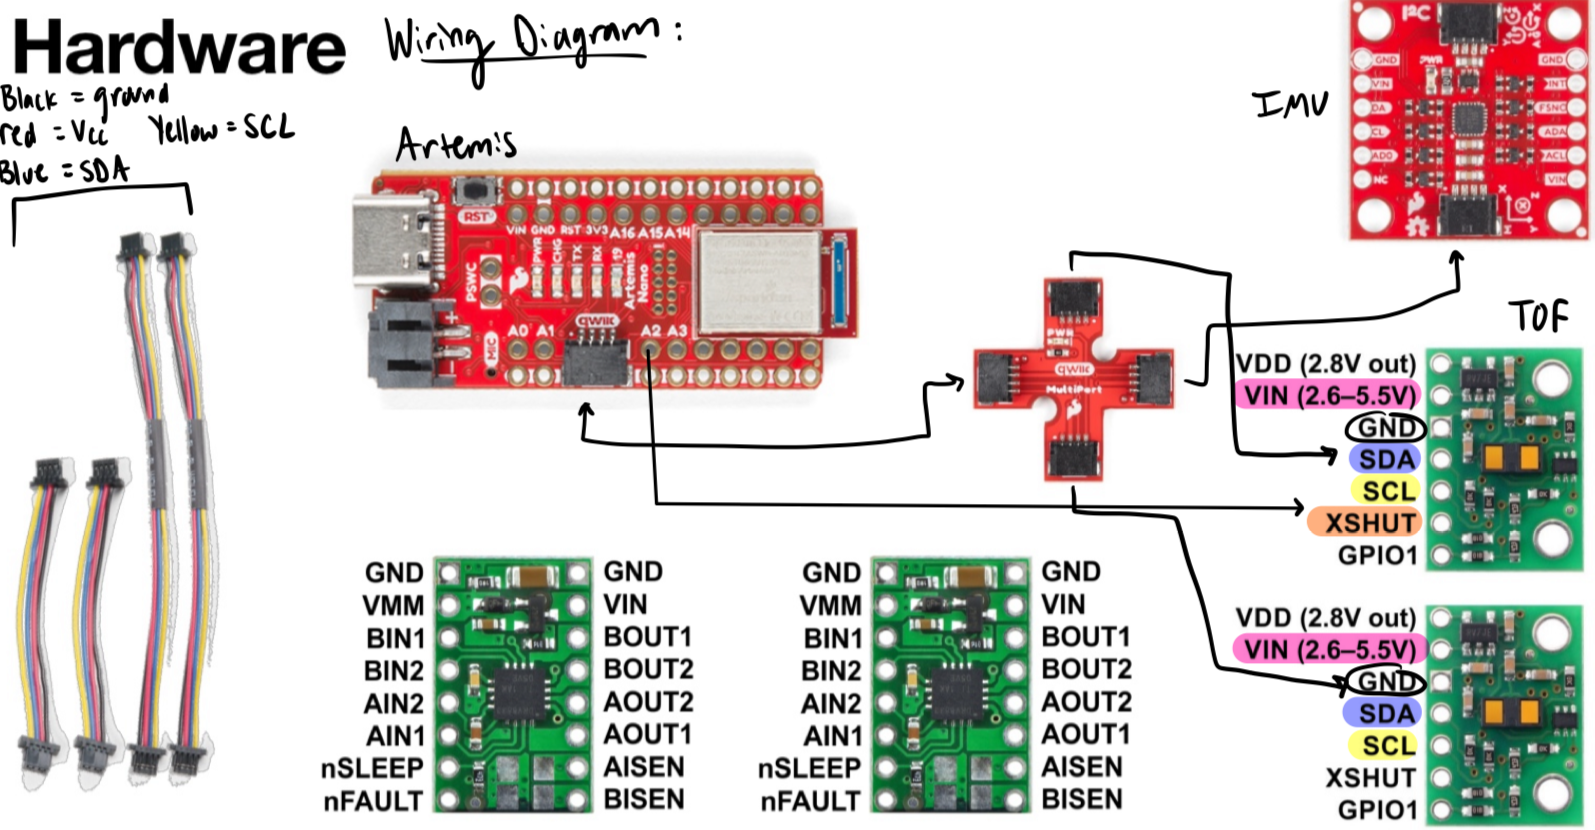 Hardware Wiring Diagram:
Black = ground
red = Vcc Yellow = SCL
Blue = SDA
Artemis
RST
VIN GND RST 3V3 A16 A15 A14
PWR
CHG
TX
RX
19
Artemis
Nano
PSWC
+
-
MIC
A0 A1
qwiic
A2 A3
PWR
qwiic
MultiPort
IMU
I²C
PWR
GND
VIN
DA
CL
AD0
NC
GND
INT
FSNC
ADA
ACL
VIN
TOF
VDD (2.8V out)
VIN (2.6–5.5V)
GND
SDA
SCL
XSHUT
GPIO1
VDD (2.8V out)
VIN (2.6–5.5V)
GND
SDA
SCL
XSHUT
GPIO1
GND GND
VMM VIN
BIN1 BOUT1
BIN2 BOUT2
AIN2 AOUT2
AIN1 AOUT1
nSLEEP AISEN
nFAULT BISEN
GND GND
VMM VIN
BIN1 BOUT1
BIN2 BOUT2
AIN2 AOUT2
AIN1 AOUT1
nSLEEP AISEN
nFAULT BISEN